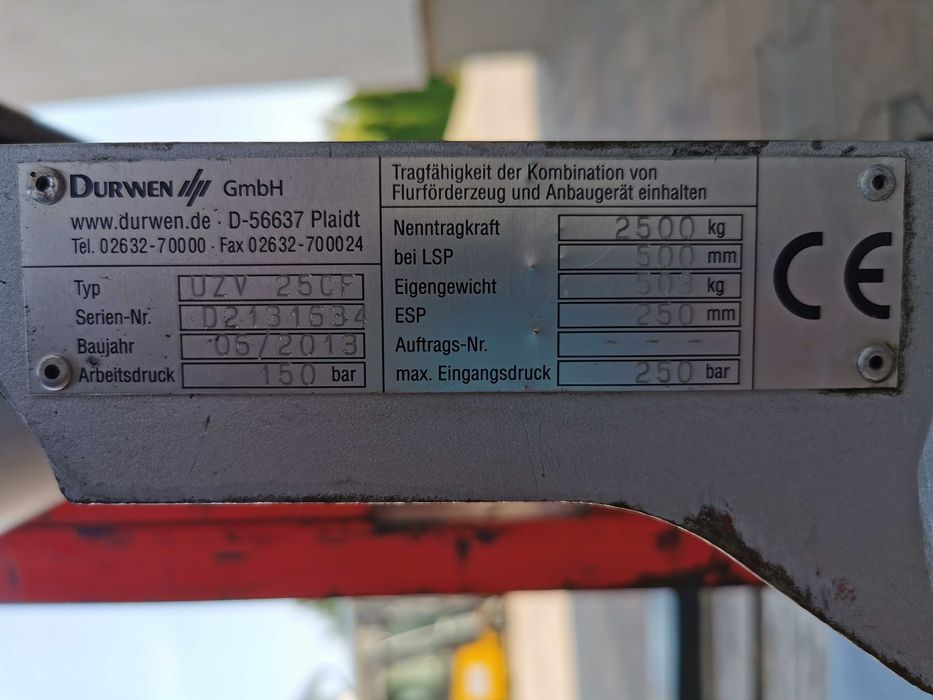 DURWEN GmbH
www.durwen.de · D-56637 Plaidt
Tel. 02632-70000 · Fax 02632-700024
Typ UZV 25CF
Serien-Nr. D2131634
Baujahr 05/2013
Arbeitsdruck 150 bar
Tragfähigkeit der Kombination von
Flurförderzeug und Anbaugerät einhalten
Nenntragkraft 2500 kg
bei LSP 500 mm
Eigengewicht 503 kg
ESP 250 mm
Auftrags-Nr. - - -
max. Eingangsdruck 250 bar
CE